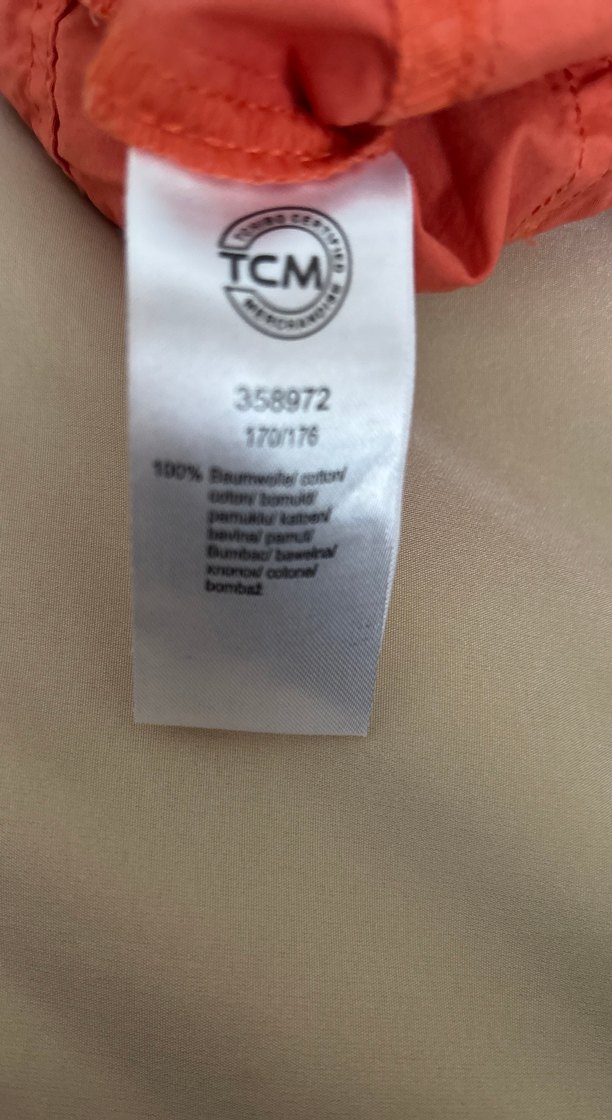 TCHIBO CERTIFIED
TCM
MERCHANDISE
358972
170/176
100% Baumwolle/ cotton/
coton/ bomuld/
pamuklu/ katoen/
bavlna/ pamut/
Bumbac/ bawełna/
хлопок/ cotone/
bombaž